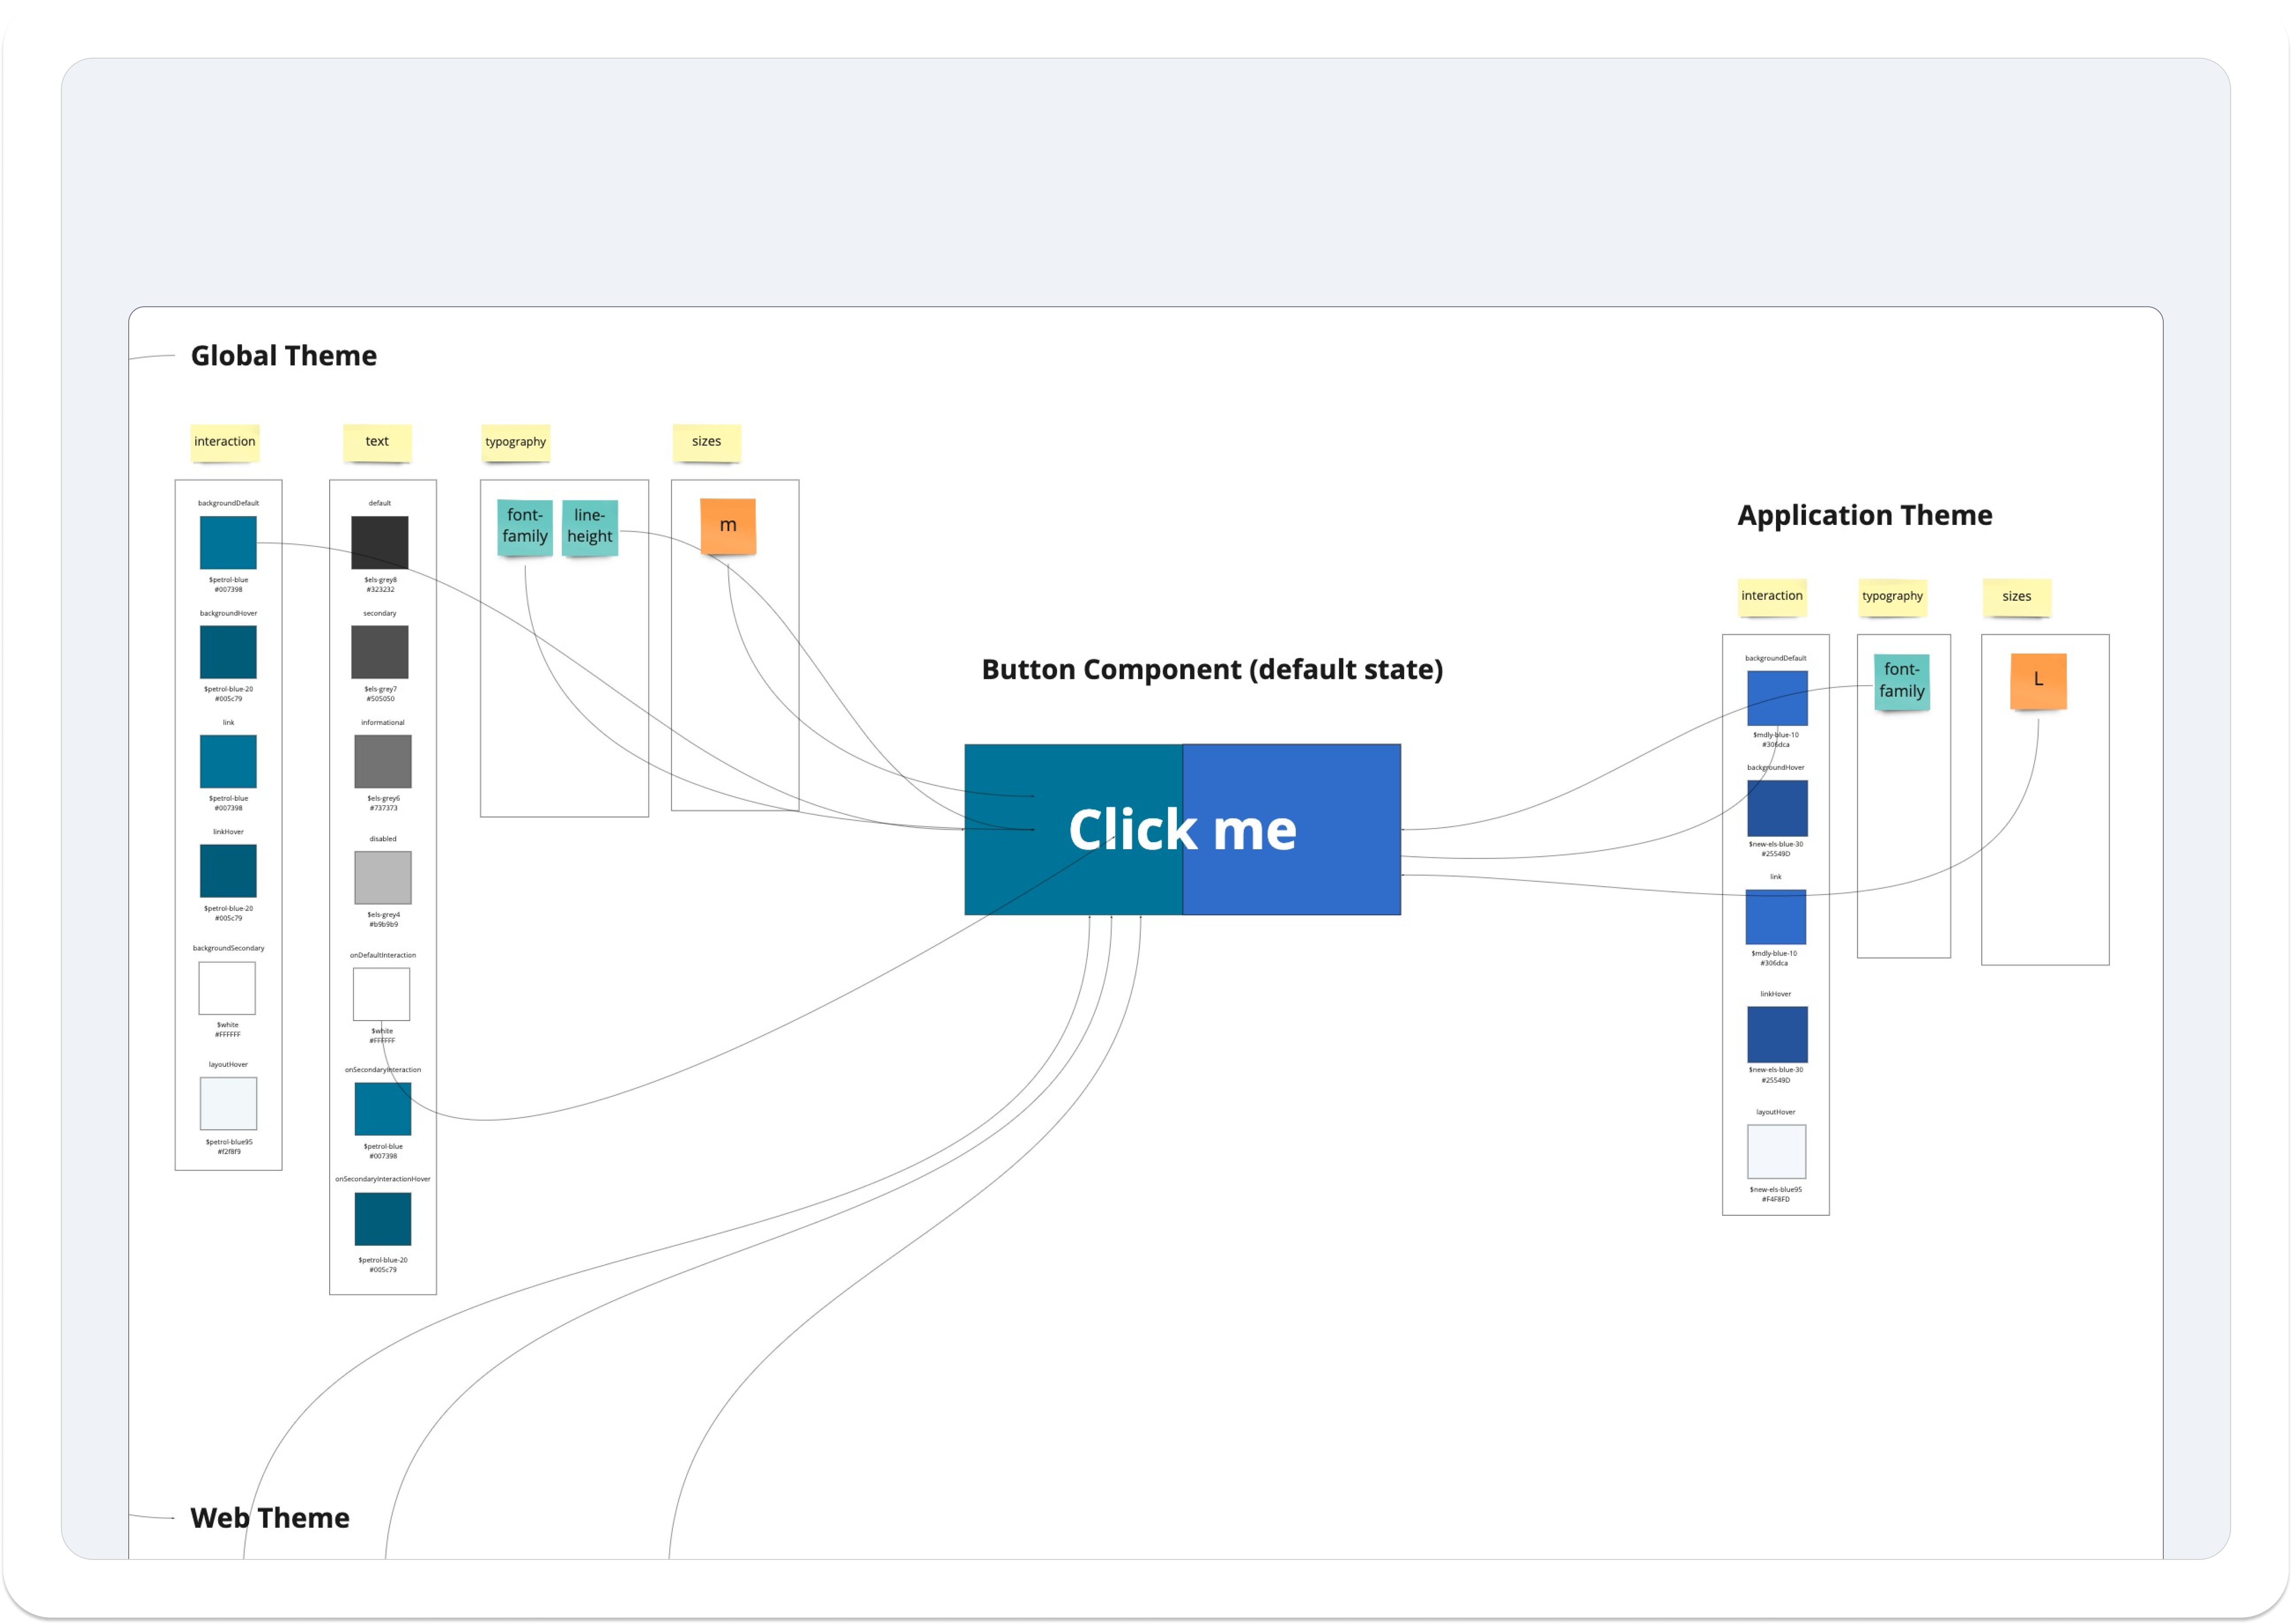 Global Theme
interaction
text
typography
sizes
backgroundDefault
$petrol-blue
#007398
backgroundHover
$petrol-blue-20
#005c79
link
$petrol-blue
#007398
linkHover
$petrol-blue-20
#005c79
backgroundSecondary
$white
#FFFFFF
layoutHover
$petrol-blue95
#f2f8f9
default
$els-grey8
#323232
secondary
$els-grey7
#505050
informational
$els-grey6
#737373
disabled
$els-grey4
#b9b9b9
onDefaultInteraction
$white
#FFFFFF
onSecondaryInteraction
$petrol-blue
#007398
onSecondaryInteractionHover
$petrol-blue-20
#005c79
font-
family
line-
height
m
Button Component (default state)
Click me
Application Theme
interaction
typography
sizes
backgroundDefault
$mdly-blue-10
#306dca
backgroundHover
$new-els-blue-30
#25549D
link
$mdly-blue-10
#306dca
linkHover
$new-els-blue-30
#25549D
layoutHover
$new-els-blue95
#F4F8FD
font-
family
L
Web Theme